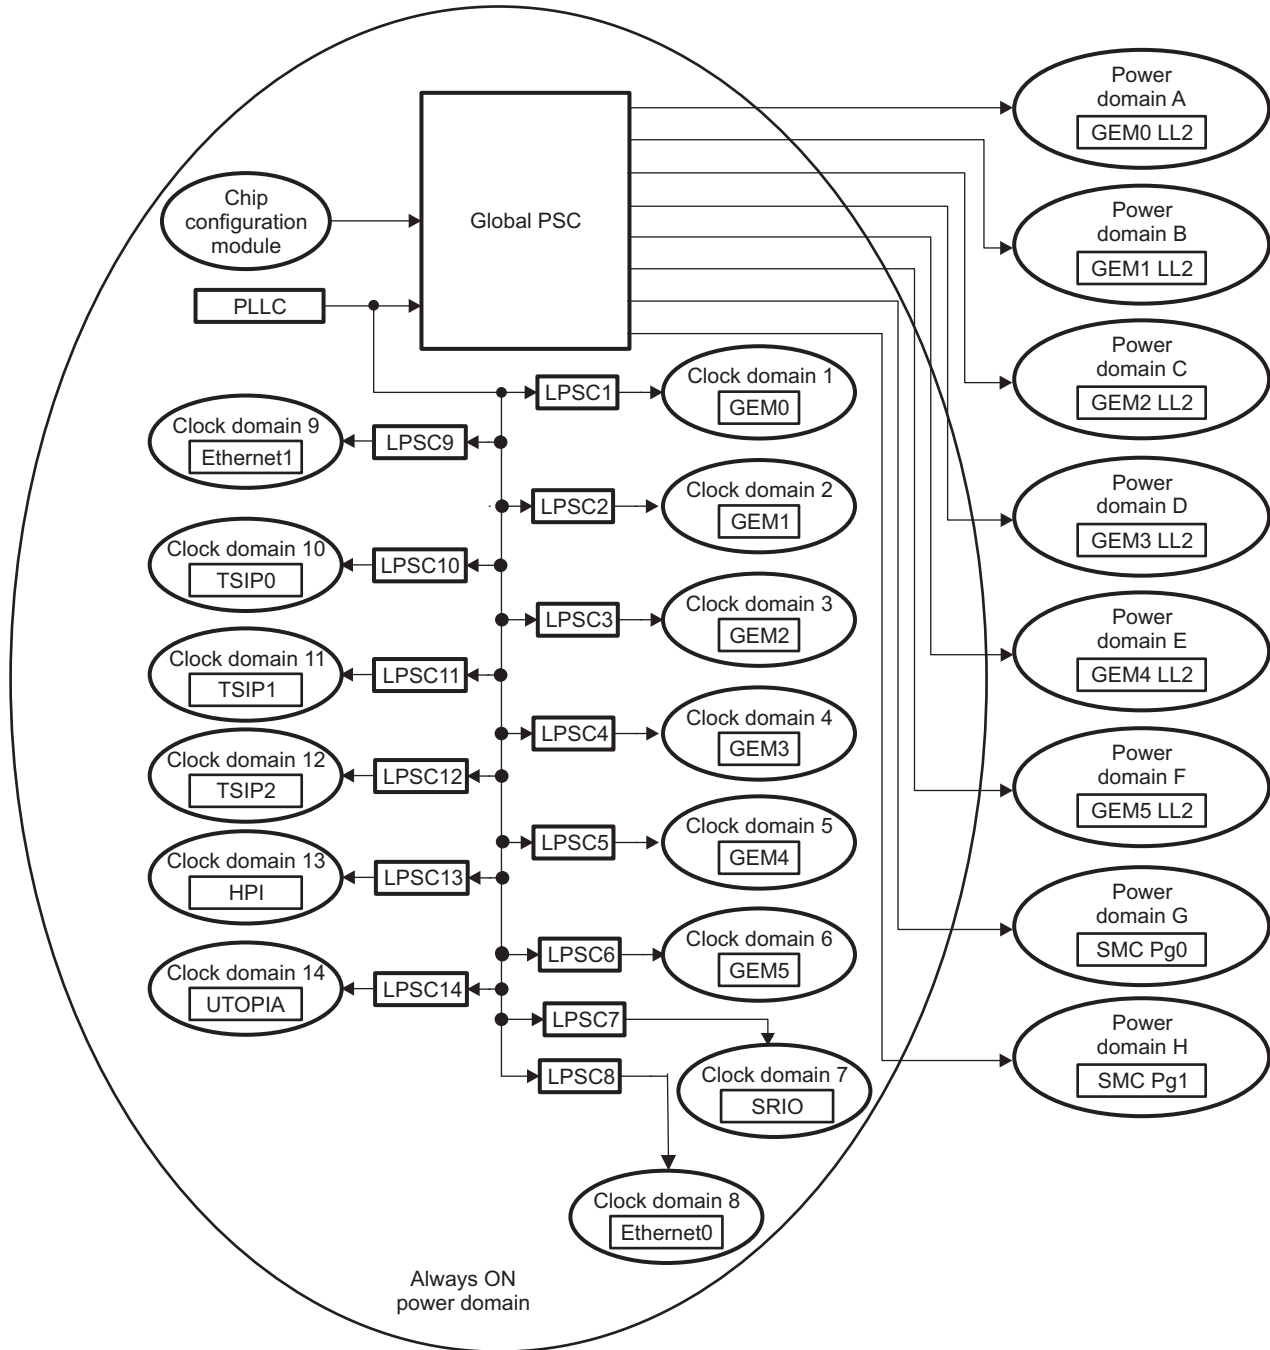 Power
domain A
GEM0 LL2
Chip
configuration
module
Global PSC
Power
domain B
GEM1 LL2
PLLC
Power
domain C
GEM2 LL2
LPSC1
Clock domain 1
GEM0
Clock domain 9
Ethernet1
LPSC9
LPSC2
Clock domain 2
GEM1
Power
domain D
GEM3 LL2
Clock domain 10
TSIP0
LPSC10
LPSC3
Clock domain 3
GEM2
Power
domain E
GEM4 LL2
Clock domain 11
TSIP1
LPSC11
LPSC4
Clock domain 4
GEM3
Clock domain 12
TSIP2
LPSC12
Power
domain F
GEM5 LL2
LPSC5
Clock domain 5
GEM4
Clock domain 13
HPI
LPSC13
Power
domain G
SMC Pg0
LPSC6
Clock domain 6
GEM5
Clock domain 14
UTOPIA
LPSC14
LPSC7
Clock domain 7
SRIO
Power
domain H
SMC Pg1
LPSC8
Clock domain 8
Ethernet0
Always ON
power domain